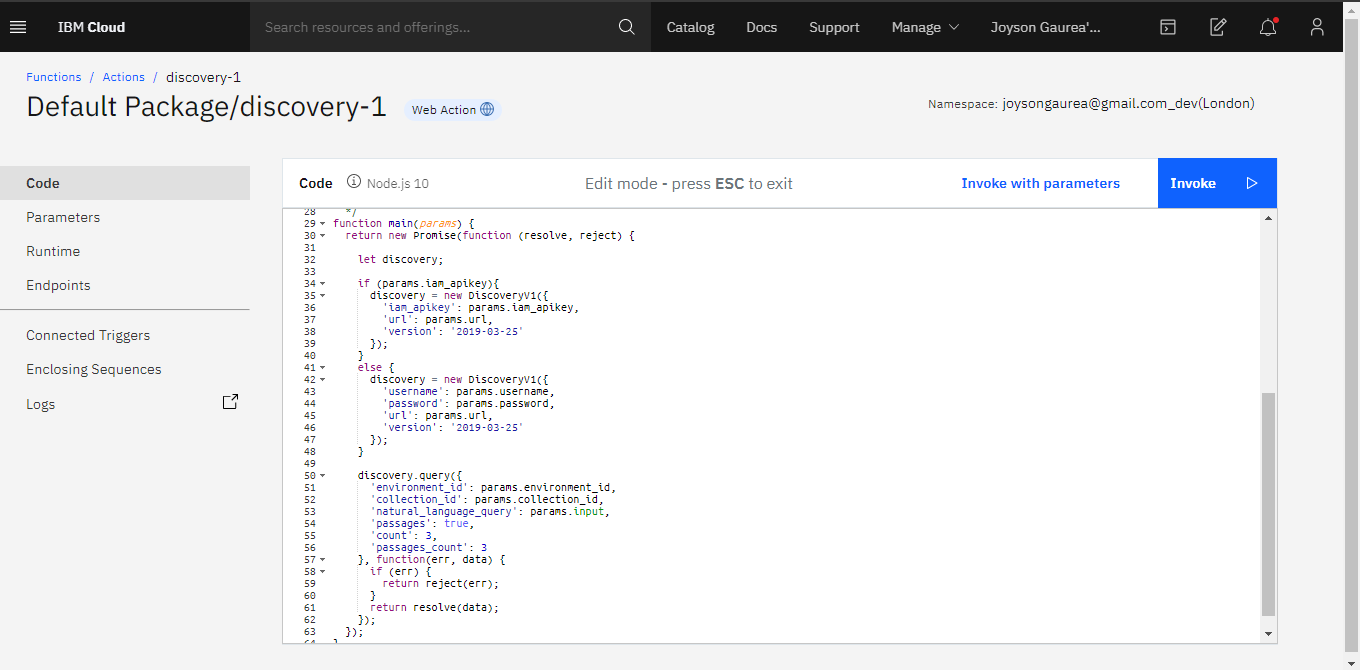 IBM Cloud
Search resources and offerings...
Catalog
Docs
Support
Manage
Joyson Gaurea'...
Functions / Actions / discovery-1
Default Package/discovery-1
Web Action
Namespace: joysongaurea@gmail.com_dev(London)
Code
Parameters
Runtime
Endpoints
Connected Triggers
Enclosing Sequences
Logs
Code
Node.js 10
Edit mode - press ESC to exit
Invoke with parameters
Invoke
28   */
29 function main(params) {
30   return new Promise(function (resolve, reject) {
31
32     let discovery;
33
34     if (params.iam_apikey){
35       discovery = new DiscoveryV1({
36         'iam_apikey': params.iam_apikey,
37         'url': params.url,
38         'version': '2019-03-25'
39       });
40     }
41     else {
42       discovery = new DiscoveryV1({
43         'username': params.username,
44         'password': params.password,
45         'url': params.url,
46         'version': '2019-03-25'
47       });
48     }
49
50     discovery.query({
51       'environment_id': params.environment_id,
52       'collection_id': params.collection_id,
53       'natural_language_query': params.input,
54       'passages': true,
55       'count': 3,
56       'passages_count': 3
57     }, function(err, data) {
58       if (err) {
59         return reject(err);
60       }
61       return resolve(data);
62     });
63   });
64 }